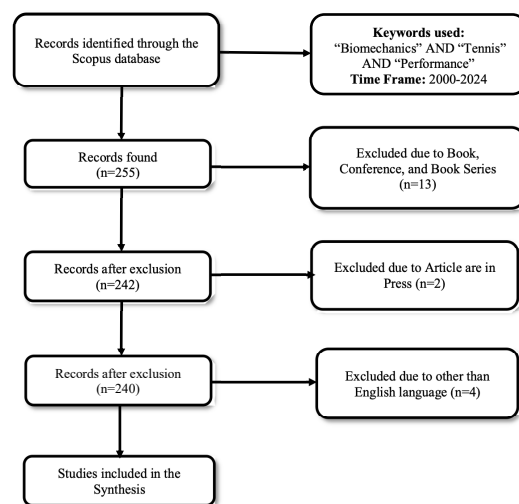 Records identified through the
Scopus database
Keywords used:
“Biomechanics” AND “Tennis”
AND “Performance”
Time Frame: 2000-2024
Records found
(n=255)
Excluded due to Book,
Conference, and Book Series
(n=13)
Records after exclusion
(n=242)
Excluded due to Article are in
Press (n=2)
Records after exclusion
(n=240)
Excluded due to other than
English language (n=4)
Studies included in the
Synthesis